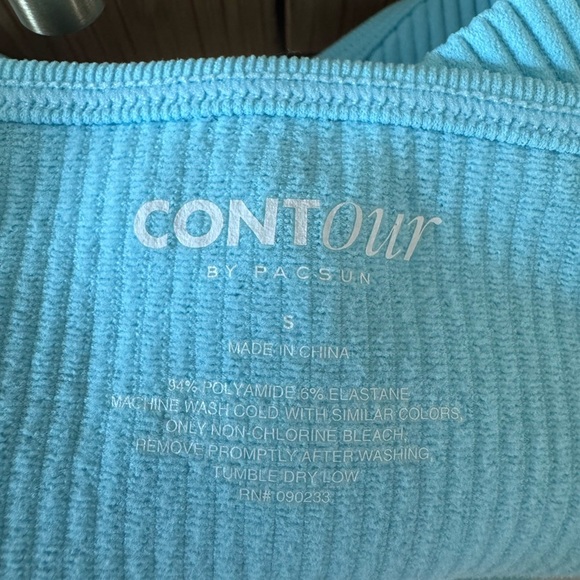 CONTour
BY PACSUN
S
MADE IN CHINA
94% POLYAMIDE, 6% ELASTANE
MACHINE WASH COLD WITH SIMILAR COLORS,
ONLY NON-CHLORINE BLEACH,
REMOVE PROMPTLY AFTER WASHING,
TUMBLE DRY LOW
RN# 090233